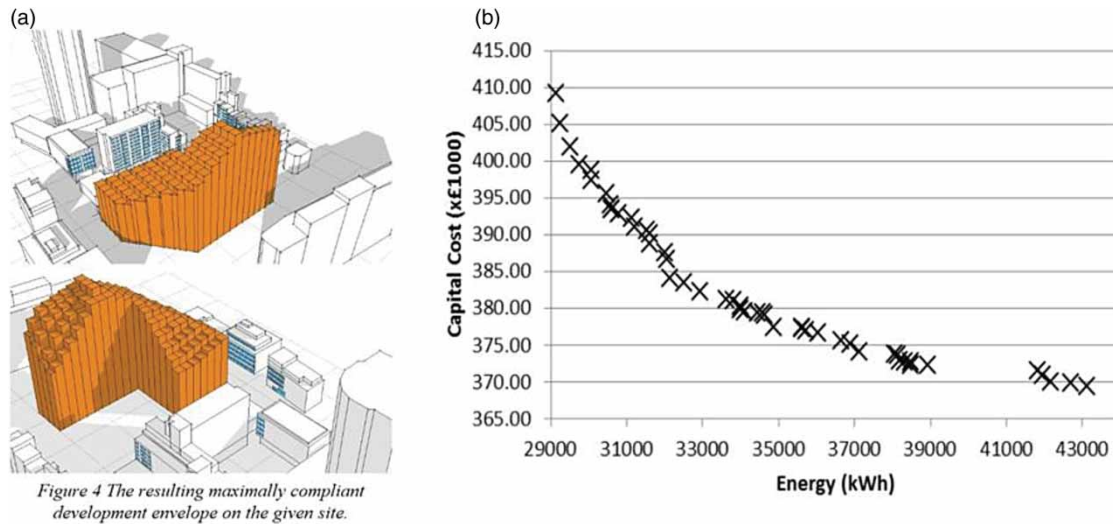 (a)
Figure 4 The resulting maximally compliant
development envelope on the given site.
(b)
Capital Cost (x£1000)
415.00
410.00
405.00
400.00
395.00
390.00
385.00
380.00
375.00
370.00
365.00
29000 31000 33000 35000 37000 39000 41000 43000
Energy (kWh)